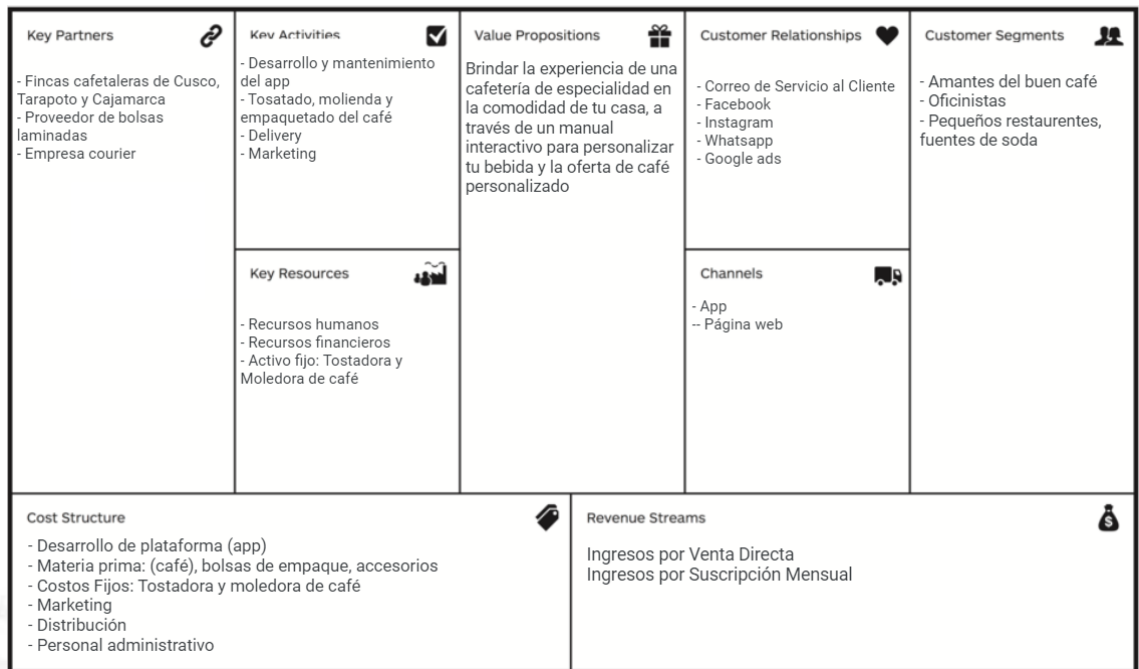 Key Partners
- Fincas cafetaleras de Cusco,
Tarapoto y Cajamarca
- Proveedor de bolsas
laminadas
- Empresa courier
Key Activities
- Desarrollo y mantenimiento
del app
- Tosatado, molienda y
empaquetado del café
- Delivery
- Marketing
Key Resources
- Recursos humanos
- Recursos financieros
- Activo fijo: Tostadora y
Moledora de café
Value Propositions
Brindar la experiencia de una
cafetería de especialidad en
la comodidad de tu casa, a
través de un manual
interactivo para personalizar
tu bebida y la oferta de café
personalizado
Customer Relationships
- Correo de Servicio al Cliente
- Facebook
- Instagram
- Whatsapp
- Google ads
Channels
- App
-- Página web
Customer Segments
- Amantes del buen café
- Oficinistas
- Pequeños restaurentes,
fuentes de soda
Cost Structure
- Desarrollo de plataforma (app)
- Materia prima: (café), bolsas de empaque, accesorios
- Costos Fijos: Tostadora y moledora de café
- Marketing
- Distribución
- Personal administrativo
Revenue Streams
Ingresos por Venta Directa
Ingresos por Suscripción Mensual